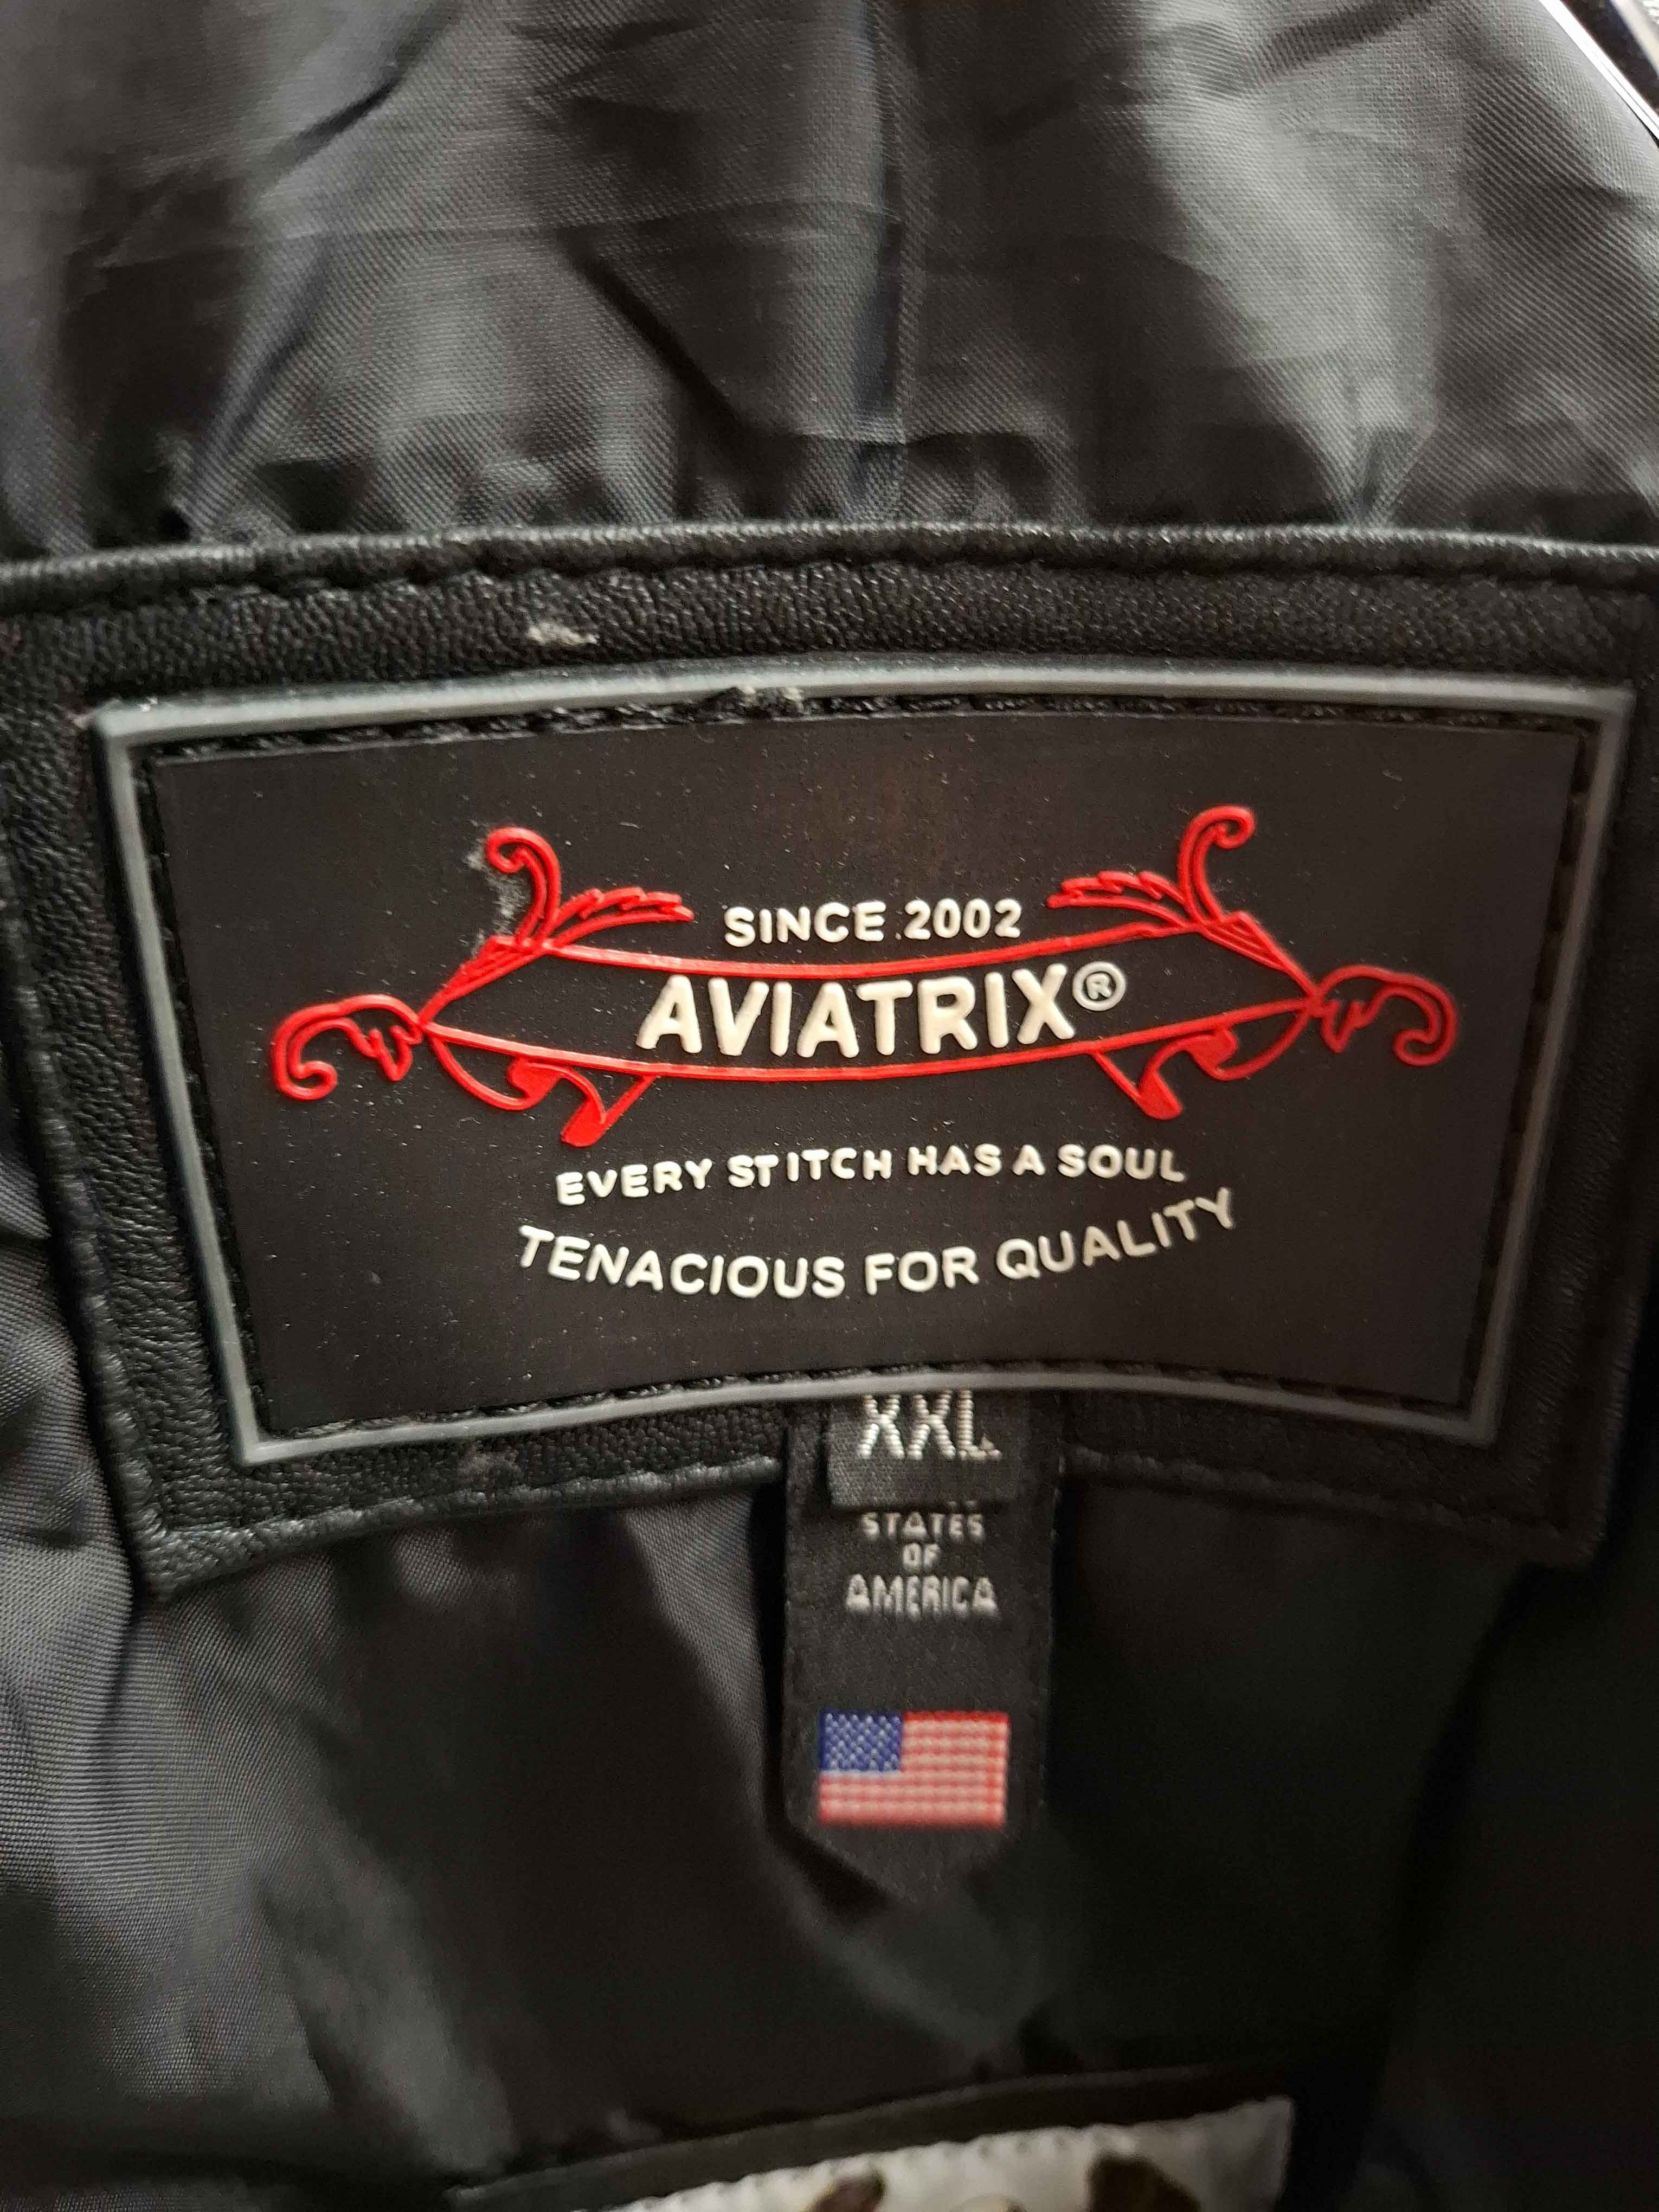 SINCE 2002
AVIATRIX®
EVERY STITCH HAS A SOUL
TENACIOUS FOR QUALITY
XXL
STATES
OF
AMERICA